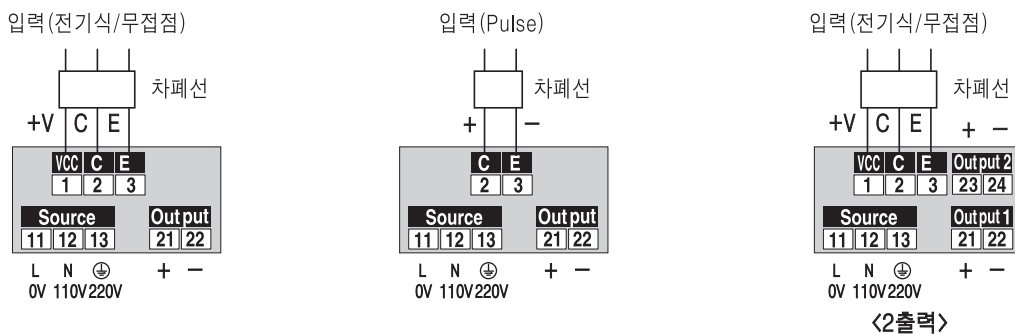 입력(전기식/무접점)
차폐선
+V C E
VCC C E
1 2 3
Source Output
11 12 13 21 22
L N ⏚ + −
0V 110V 220V
입력(Pulse)
차폐선
+ −
C E
2 3
Source Output
11 12 13 21 22
L N ⏚ + −
0V 110V 220V
입력(전기식/무접점)
차폐선
+V C E + −
VCC C E Output 2
1 2 3 23 24
Source Output 1
11 12 13 21 22
L N ⏚ + −
0V 110V 220V
<2출력>